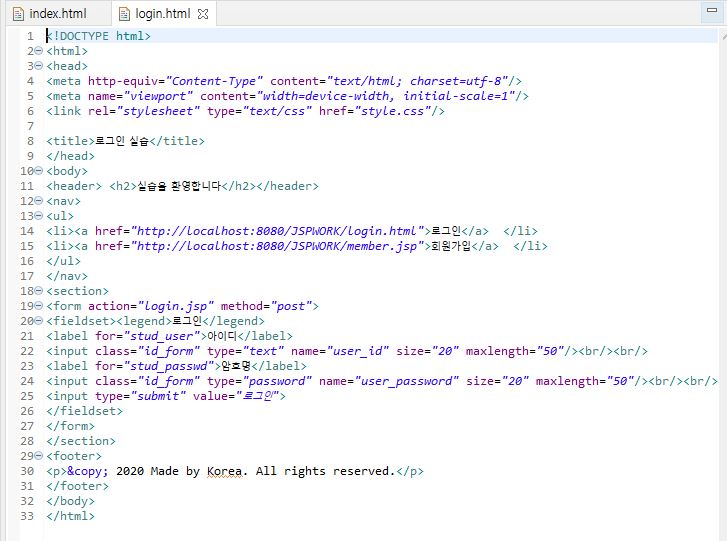 index.html
login.html
1 <!DOCTYPE html>
2 <html>
3 <head>
4 <meta http-equiv="Content-Type" content="text/html; charset=utf-8"/>
5 <meta name="viewport" content="width=device-width, initial-scale=1"/>
6 <link rel="stylesheet" type="text/css" href="style.css"/>
7
8 <title>로그인 실습</title>
9 </head>
10 <body>
11 <header> <h2>실습을 환영합니다</h2></header>
12 <nav>
13 <ul>
14 <li><a href="http://localhost:8080/JSPWORK/login.html">로그인</a>  </li>
15 <li><a href="http://localhost:8080/JSPWORK/member.jsp">회원가입</a>  </li>
16 </ul>
17 </nav>
18 <section>
19 <form action="login.jsp" method="post">
20 <fieldset><legend>로그인</legend>
21 <label for="stud_user">아이디</label>
22 <input class="id_form" type="text" name="user_id" size="20" maxlength="50"/><br/><br/>
23 <label for="stud_passwd">암호명</label>
24 <input class="id_form" type="password" name="user_password" size="20" maxlength="50"/><br/><br/>
25 <input type="submit" value="로그인">
26 </fieldset>
27 </form>
28 </section>
29 <footer>
30 <p>&copy; 2020 Made by Korea. All rights reserved.</p>
31 </footer>
32 </body>
33 </html>